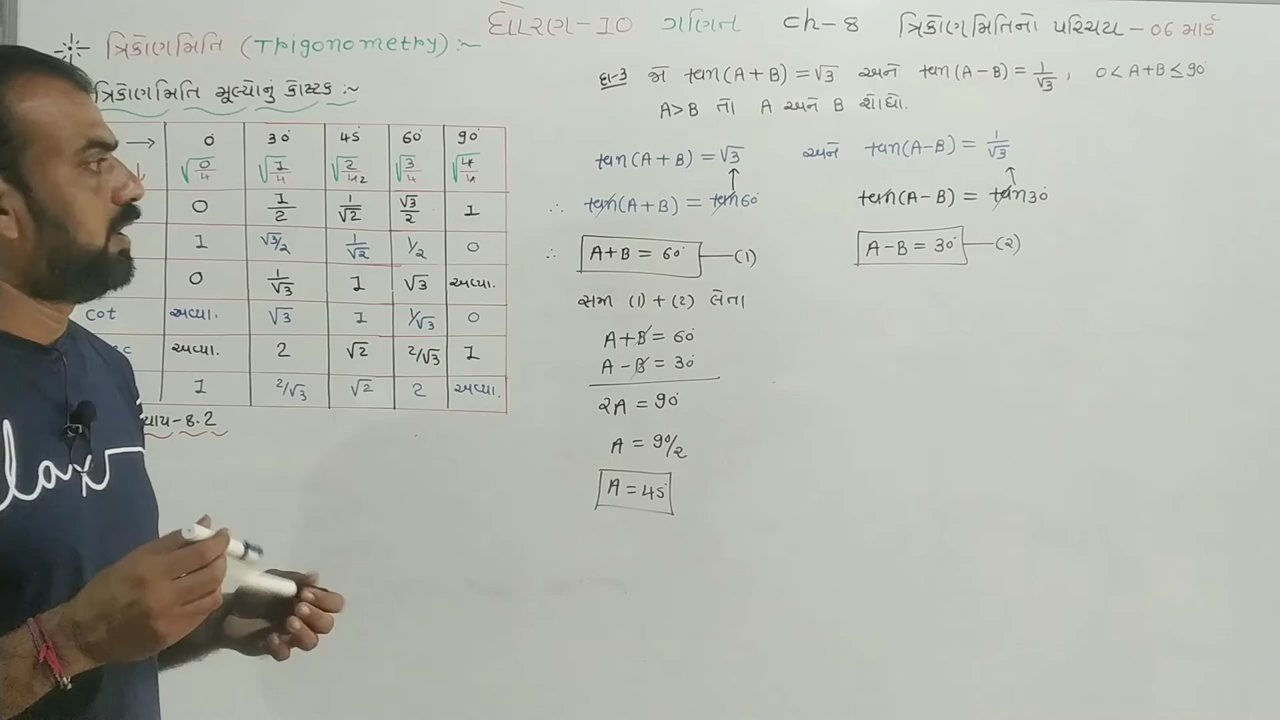 ધોરણ-10 ગણિત Ch-8 ત્રિકોણમિતિનો પરિચય - 06 માર્ક
ત્રિકોણમિતિ (Trigonometry) :~
ત્રિકોણમિતિ મૂલ્યોનું કોષ્ટક :~
→ 0° 30° 45° 60° 90°
↓ √0/4 √1/4 √2/4 2 √3/4 √4/4
0 1/2 1/√2 √3/2 1
1 √3/2 1/√2 1/2 0
0 1/√3 1 √3 અવ્યા.
cot અવ્યા. √3 1 1/√3 0
ec અવ્યા. 2 √2 2/√3 1
1 2/√3 √2 2 અવ્યા.
યાય-8.2
દા-3 જો tan(A+B) = √3 અને tan(A-B) = 1/√3, 0 < A+B ≤ 90°
A>B તો A અને B શોધો.
tan(A+B) = √3 અને tan(A-B) = 1/√3
∴ tan(A+B) = tan60° tan(A-B) = tan30°
∴ A+B = 60° —(1) A-B = 30° —(2)
સમ (1) + (2) લેતા
A+B = 60°
A-B = 30°
2A = 90°
A = 90/2
A = 45°
lax